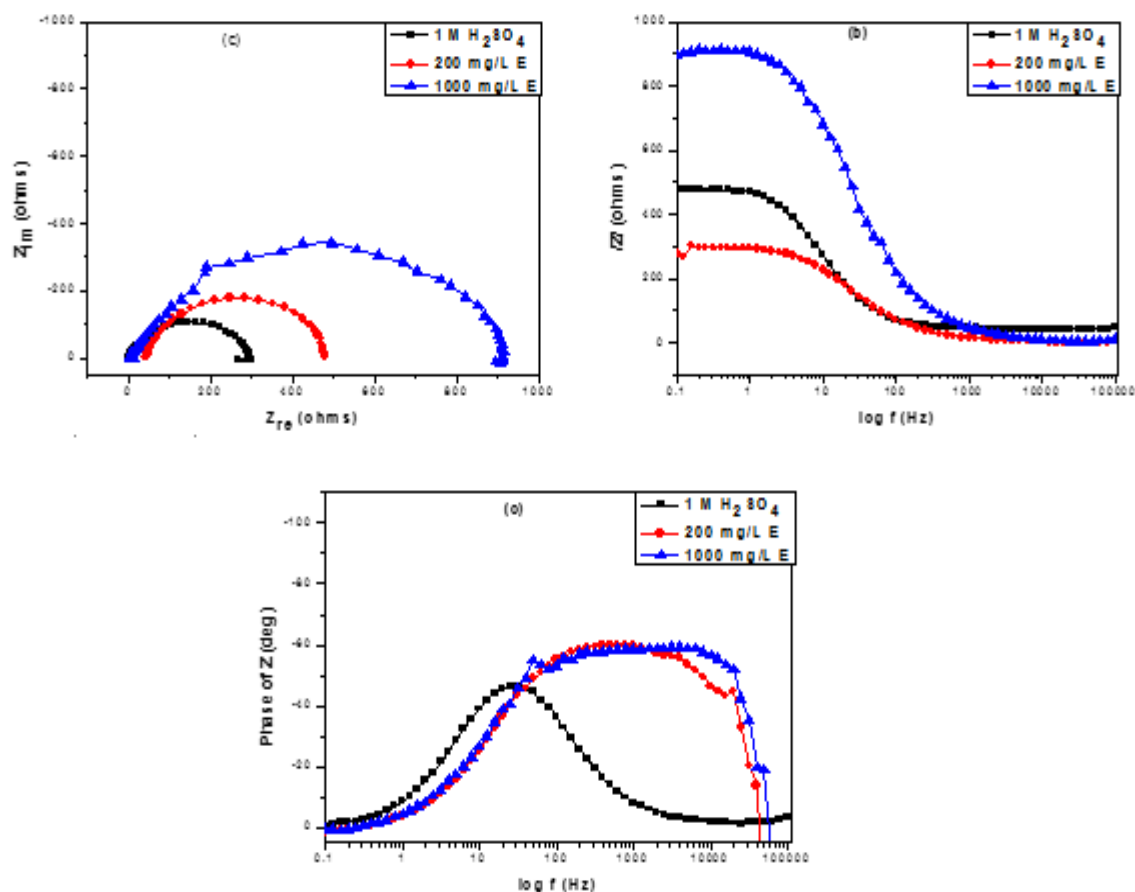 (c)
1 M H2SO4
200 mg/L E
1000 mg/L E
-1000
-800
-600
-400
-200
0
Zim (ohms)
0 200 400 600 800 1000
Zre (ohms)
(b)
1 M H2SO4
200 mg/L E
1000 mg/L E
1000
800
600
400
200
0
/Z/ (ohms)
0.1 1 10 100 1000 10000 100000
log f (Hz)
(o)
1 M H2SO4
200 mg/L E
1000 mg/L E
-100
-80
-60
-40
-20
0
Phase of Z (deg)
0.1 1 10 100 1000 10000 100000
log f (Hz)